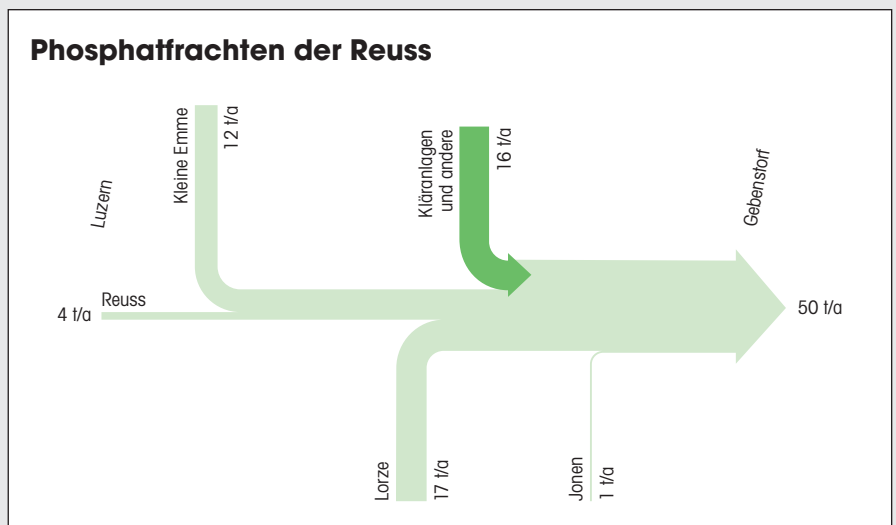 Phosphatfrachten der Reuss
Luzern
Kleine Emme
12 t/a
Kläranlagen
und andere
16 t/a
Gebenstorf
Reuss
4 t/a
50 t/a
Lorze
17 t/a
Jonen
1 t/a